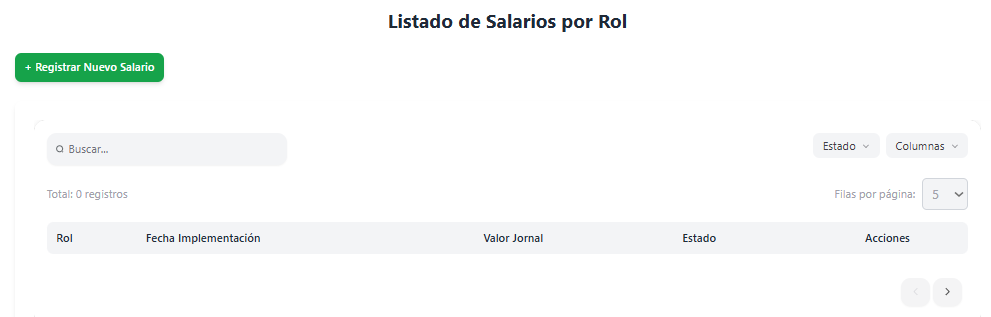 Listado de Salarios por Rol
+ Registrar Nuevo Salario
Buscar...
Estado
Columnas
Total: 0 registros
Filas por página: 5
Rol Fecha Implementación Valor Jornal Estado Acciones